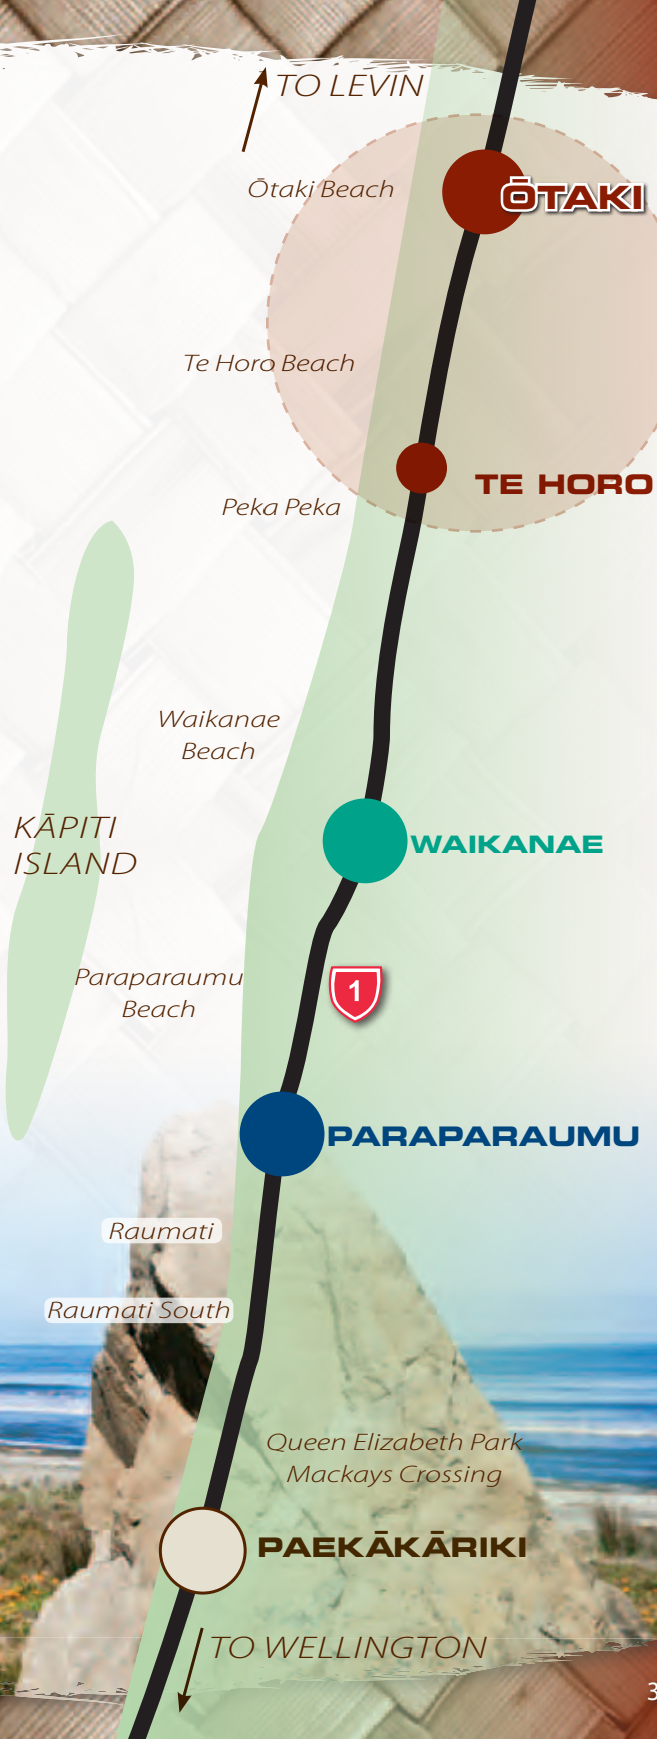 TO LEVIN
Ōtaki Beach
ŌTAKI
Te Horo Beach
TE HORO
Peka Peka
Waikanae
Beach
KĀPITI
ISLAND
WAIKANAE
Paraparaumu
Beach
1
PARAPARAUMU
Raumati
Raumati South
Queen Elizabeth Park
Mackays Crossing
PAEKĀKĀRIKI
TO WELLINGTON
3